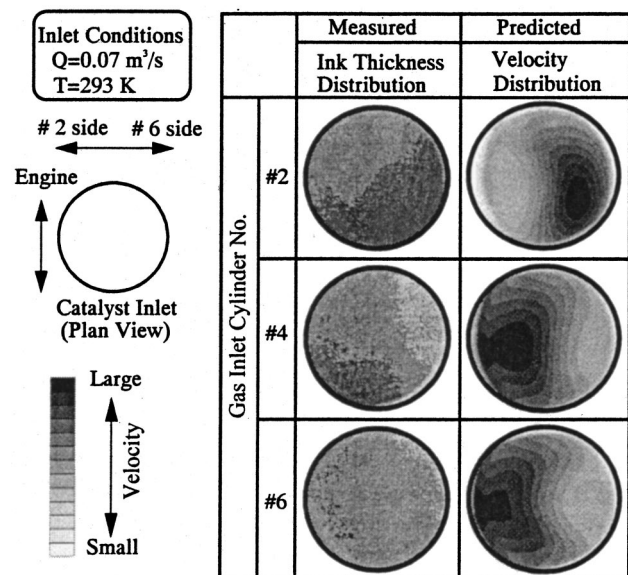 Inlet Conditions
Q=0.07 m³/s
T=293 K
# 2 side # 6 side
Engine
Catalyst Inlet
(Plan View)
Large
Velocity
Small
Measured Predicted
Ink Thickness Distribution
Velocity Distribution
Gas Inlet Cylinder No.
#2
#4
#6